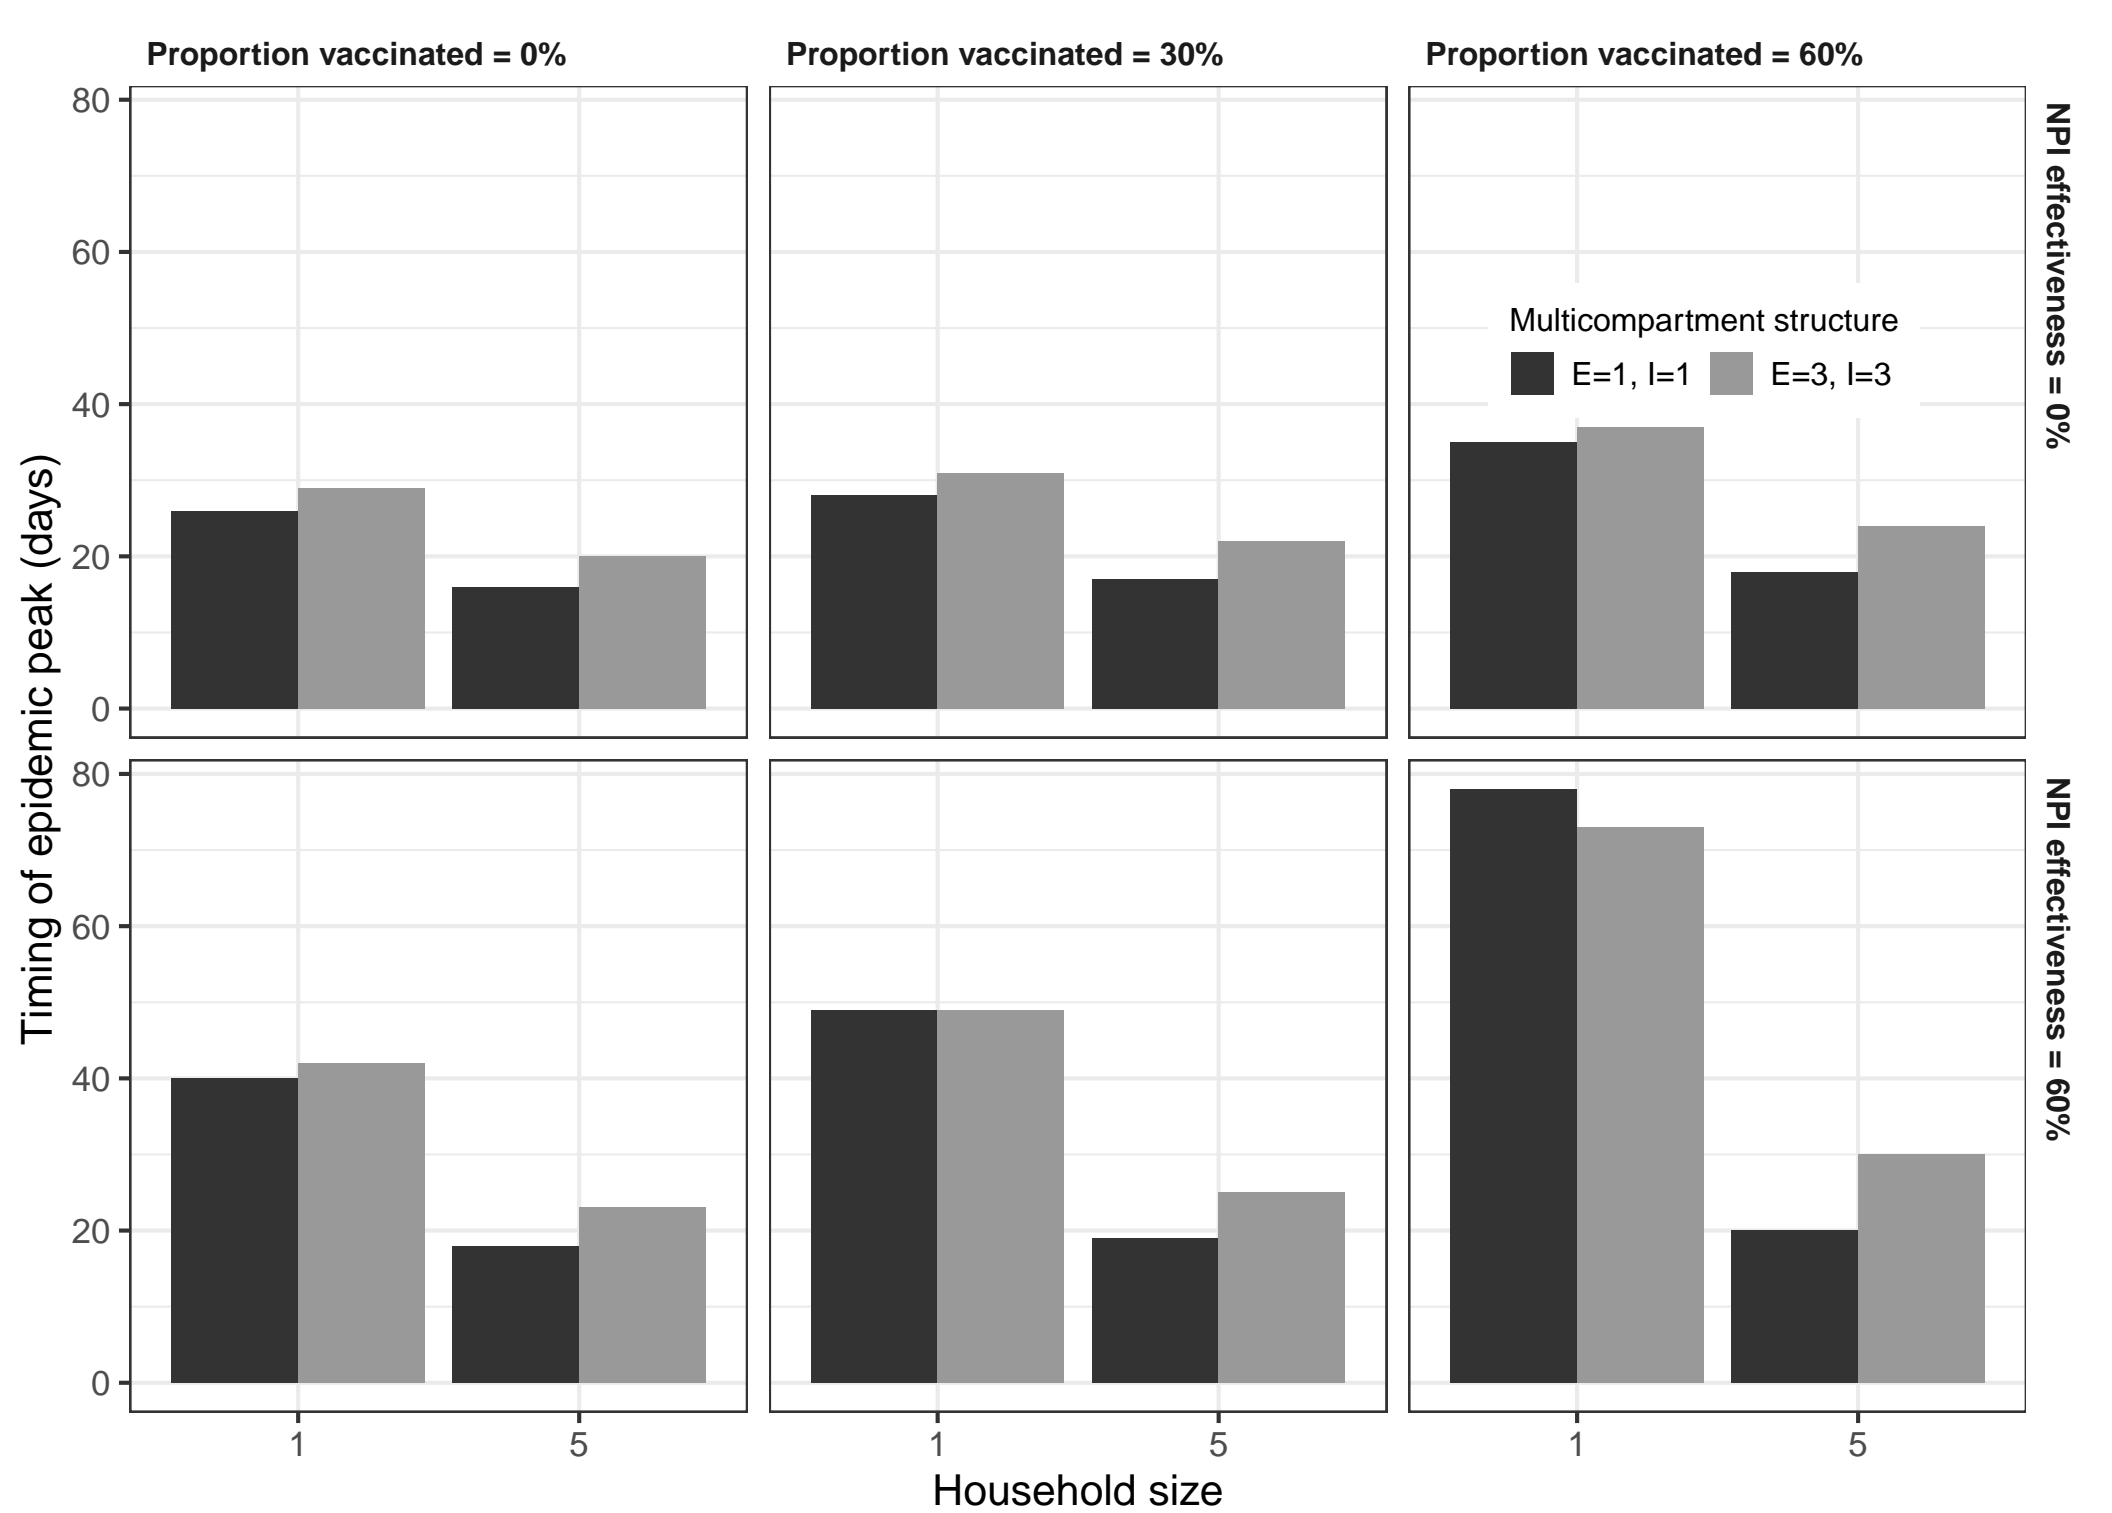 Proportion vaccinated = 0%
Proportion vaccinated = 30%
Proportion vaccinated = 60%
80
60
40
20
0
NPI effectiveness = 0%
Multicompartment structure
E=1, I=1
E=3, I=3
Timing of epidemic peak (days)
80
60
40
20
0
NPI effectiveness = 60%
1
5
1
5
1
5
Household size